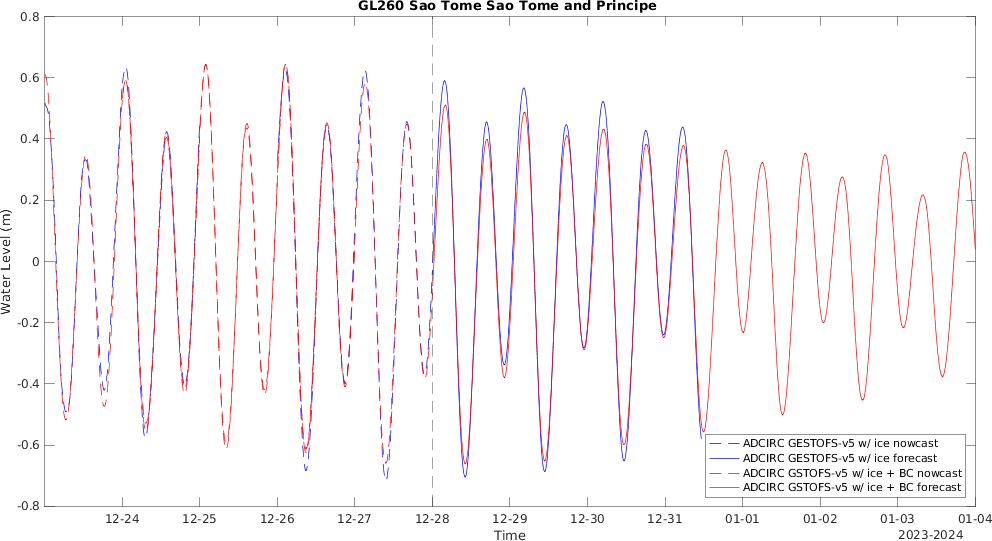 GL260 Sao Tome Sao Tome and Principe
Water Level (m)
0.8
0.6
0.4
0.2
0
-0.2
-0.4
-0.6
-0.8
ADCIRC GESTOFS-v5 w/ ice nowcast
ADCIRC GESTOFS-v5 w/ ice forecast
ADCIRC GSTOFS-v5 w/ ice + BC nowcast
ADCIRC GSTOFS-v5 w/ ice + BC forecast
12-24 12-25 12-26 12-27 12-28 12-29 12-30 12-31 01-01 01-02 01-03 01-04
Time
2023-2024